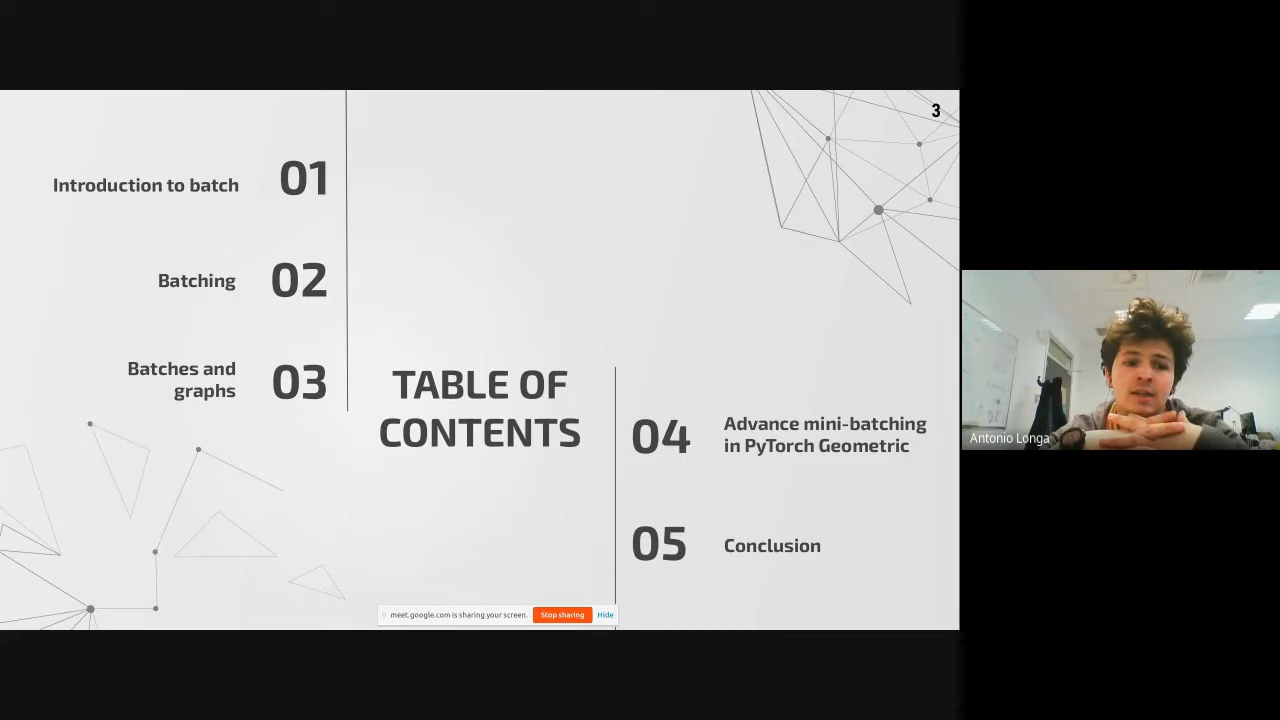 3
01
Introduction to batch
02
Batching
03
Batches and
graphs
TABLE OF
CONTENTS
04
Advance mini-batching
in PyTorch Geometric
05
Conclusion
meet.google.com is sharing your screen.
Stop sharing
Hide
Antonio Longa